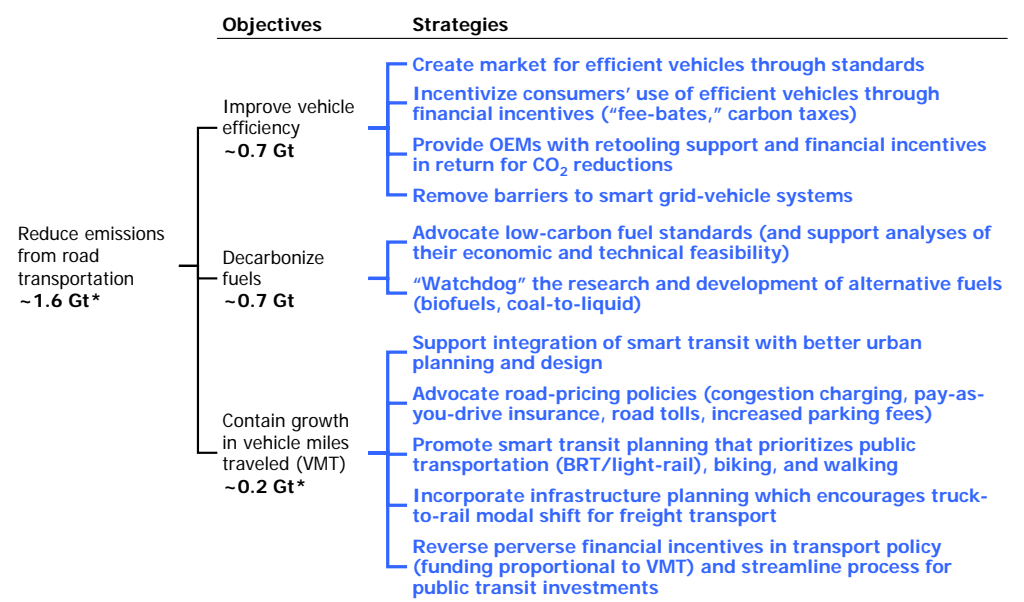 Objectives
Strategies
Reduce emissions
from road
transportation
~1.6 Gt*
Improve vehicle
efficiency
~0.7 Gt
Create market for efficient vehicles through standards
Incentivize consumers’ use of efficient vehicles through
financial incentives (“fee-bates,” carbon taxes)
Provide OEMs with retooling support and financial incentives
in return for CO₂ reductions
Remove barriers to smart grid-vehicle systems
Decarbonize
fuels
~0.7 Gt
Advocate low-carbon fuel standards (and support analyses of
their economic and technical feasibility)
“Watchdog” the research and development of alternative fuels
(biofuels, coal-to-liquid)
Contain growth
in vehicle miles
traveled (VMT)
~0.2 Gt*
Support integration of smart transit with better urban
planning and design
Advocate road-pricing policies (congestion charging, pay-as-
you-drive insurance, road tolls, increased parking fees)
Promote smart transit planning that prioritizes public
transportation (BRT/light-rail), biking, and walking
Incorporate infrastructure planning which encourages truck-
to-rail modal shift for freight transport
Reverse perverse financial incentives in transport policy
(funding proportional to VMT) and streamline process for
public transit investments